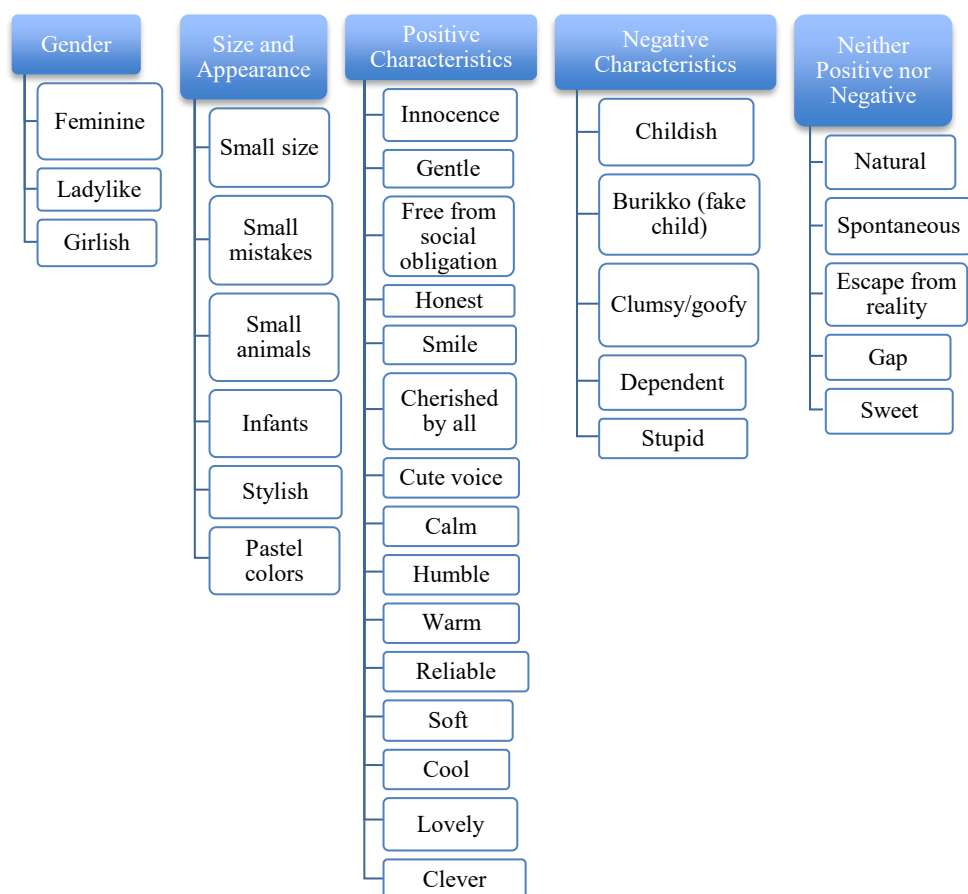 Gender
Feminine
Ladylike
Girlish
Size and
Appearance
Small size
Small
mistakes
Small
animals
Infants
Stylish
Pastel
colors
Positive
Characteristics
Innocence
Gentle
Free from
social
obligation
Honest
Smile
Cherished
by all
Cute voice
Calm
Humble
Warm
Reliable
Soft
Cool
Lovely
Clever
Negative
Characteristics
Childish
Burikko (fake
child)
Clumsy/goofy
Dependent
Stupid
Neither
Positive nor
Negative
Natural
Spontaneous
Escape from
reality
Gap
Sweet